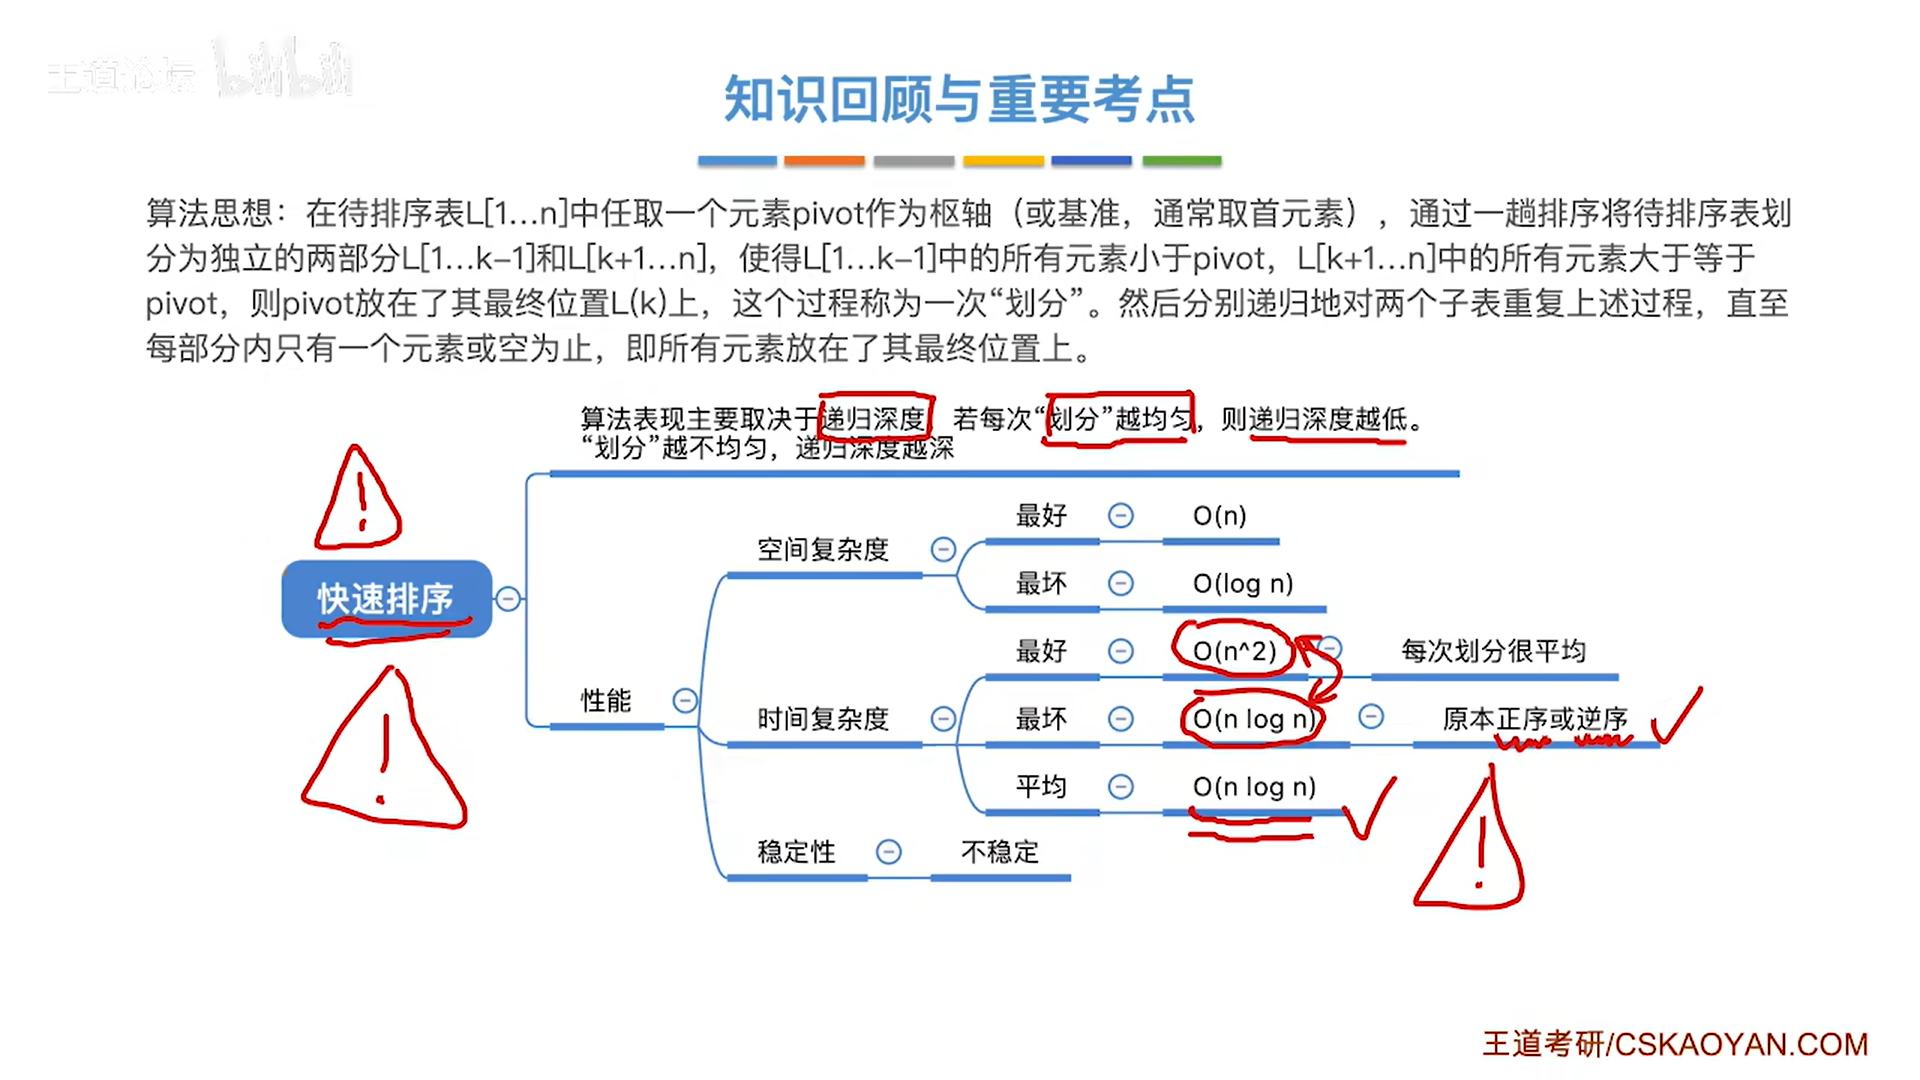 王道论坛 bilibili
知识回顾与重要考点
算法思想：在待排序表L[1…n]中任取一个元素pivot作为枢轴（或基准，通常取首元素），通过一趟排序将待排序表划
分为独立的两部分L[1…k-1]和L[k+1…n]，使得L[1…k-1]中的所有元素小于pivot，L[k+1…n]中的所有元素大于等于
pivot，则pivot放在了其最终位置L(k)上，这个过程称为一次“划分”。然后分别递归地对两个子表重复上述过程，直至
每部分内只有一个元素或空为止，即所有元素放在了其最终位置上。
算法表现主要取决于递归深度，若每次“划分”越均匀，则递归深度越低。
“划分”越不均匀，递归深度越深
快速排序
性能
空间复杂度
最好 O(n)
最坏 O(log n)
时间复杂度
最好 O(n^2) 每次划分很平均
最坏 O(n log n) 原本正序或逆序
平均 O(n log n)
稳定性 不稳定
王道考研/CSKAOYAN.COM